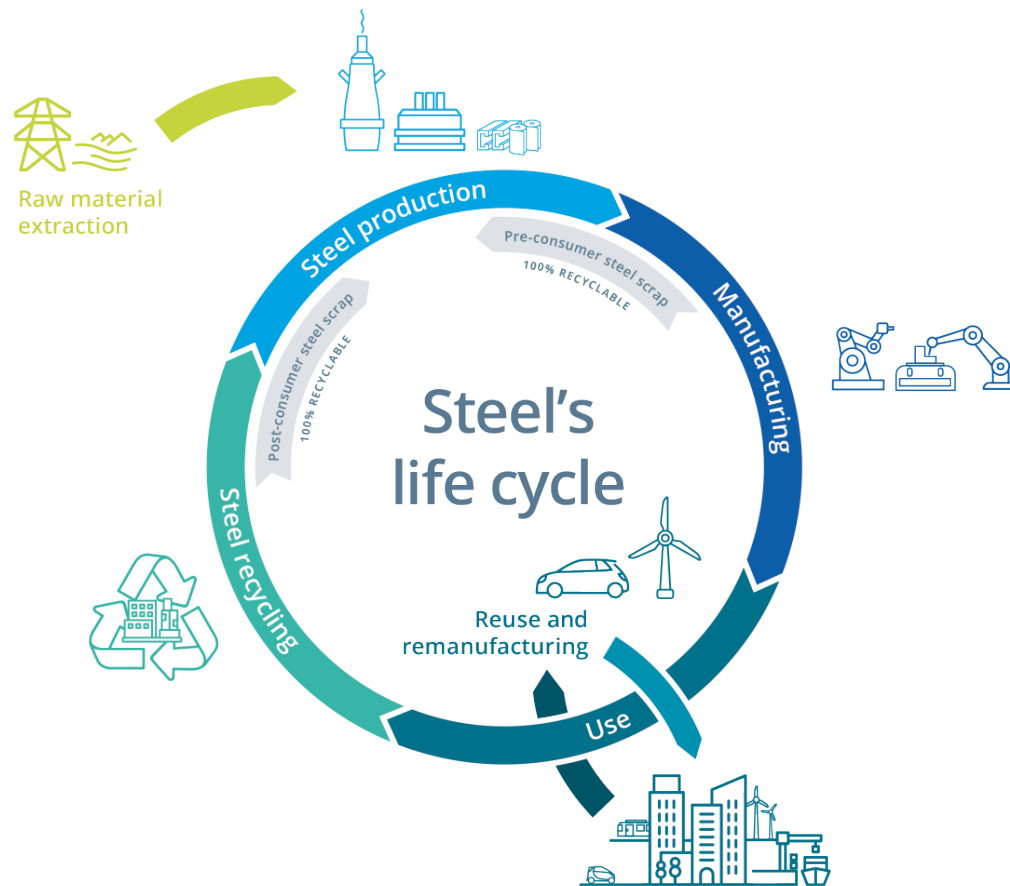 Raw material
extraction
Steel production
Pre-consumer steel scrap
100% RECYCLABLE
Manufacturing
Post-consumer steel scrap
100% RECYCLABLE
Steel's
life cycle
Steel recycling
Reuse and
remanufacturing
Use